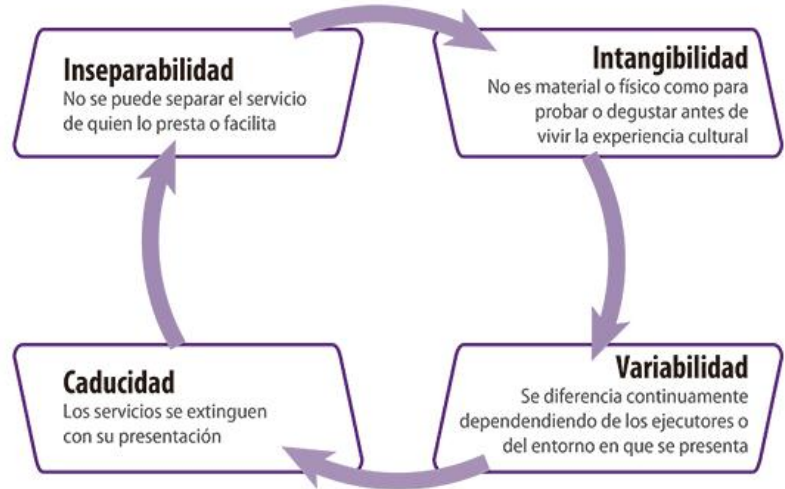 Inseparabilidad
No se puede separar el servicio
de quien lo presta o facilita
Intangibilidad
No es material o físico como para
probar o degustar antes de
vivir la experiencia cultural
Caducidad
Los servicios se extinguen
con su presentación
Variabilidad
Se diferencia continuamente
dependendiendo de los ejecutores o
del entorno en que se presenta